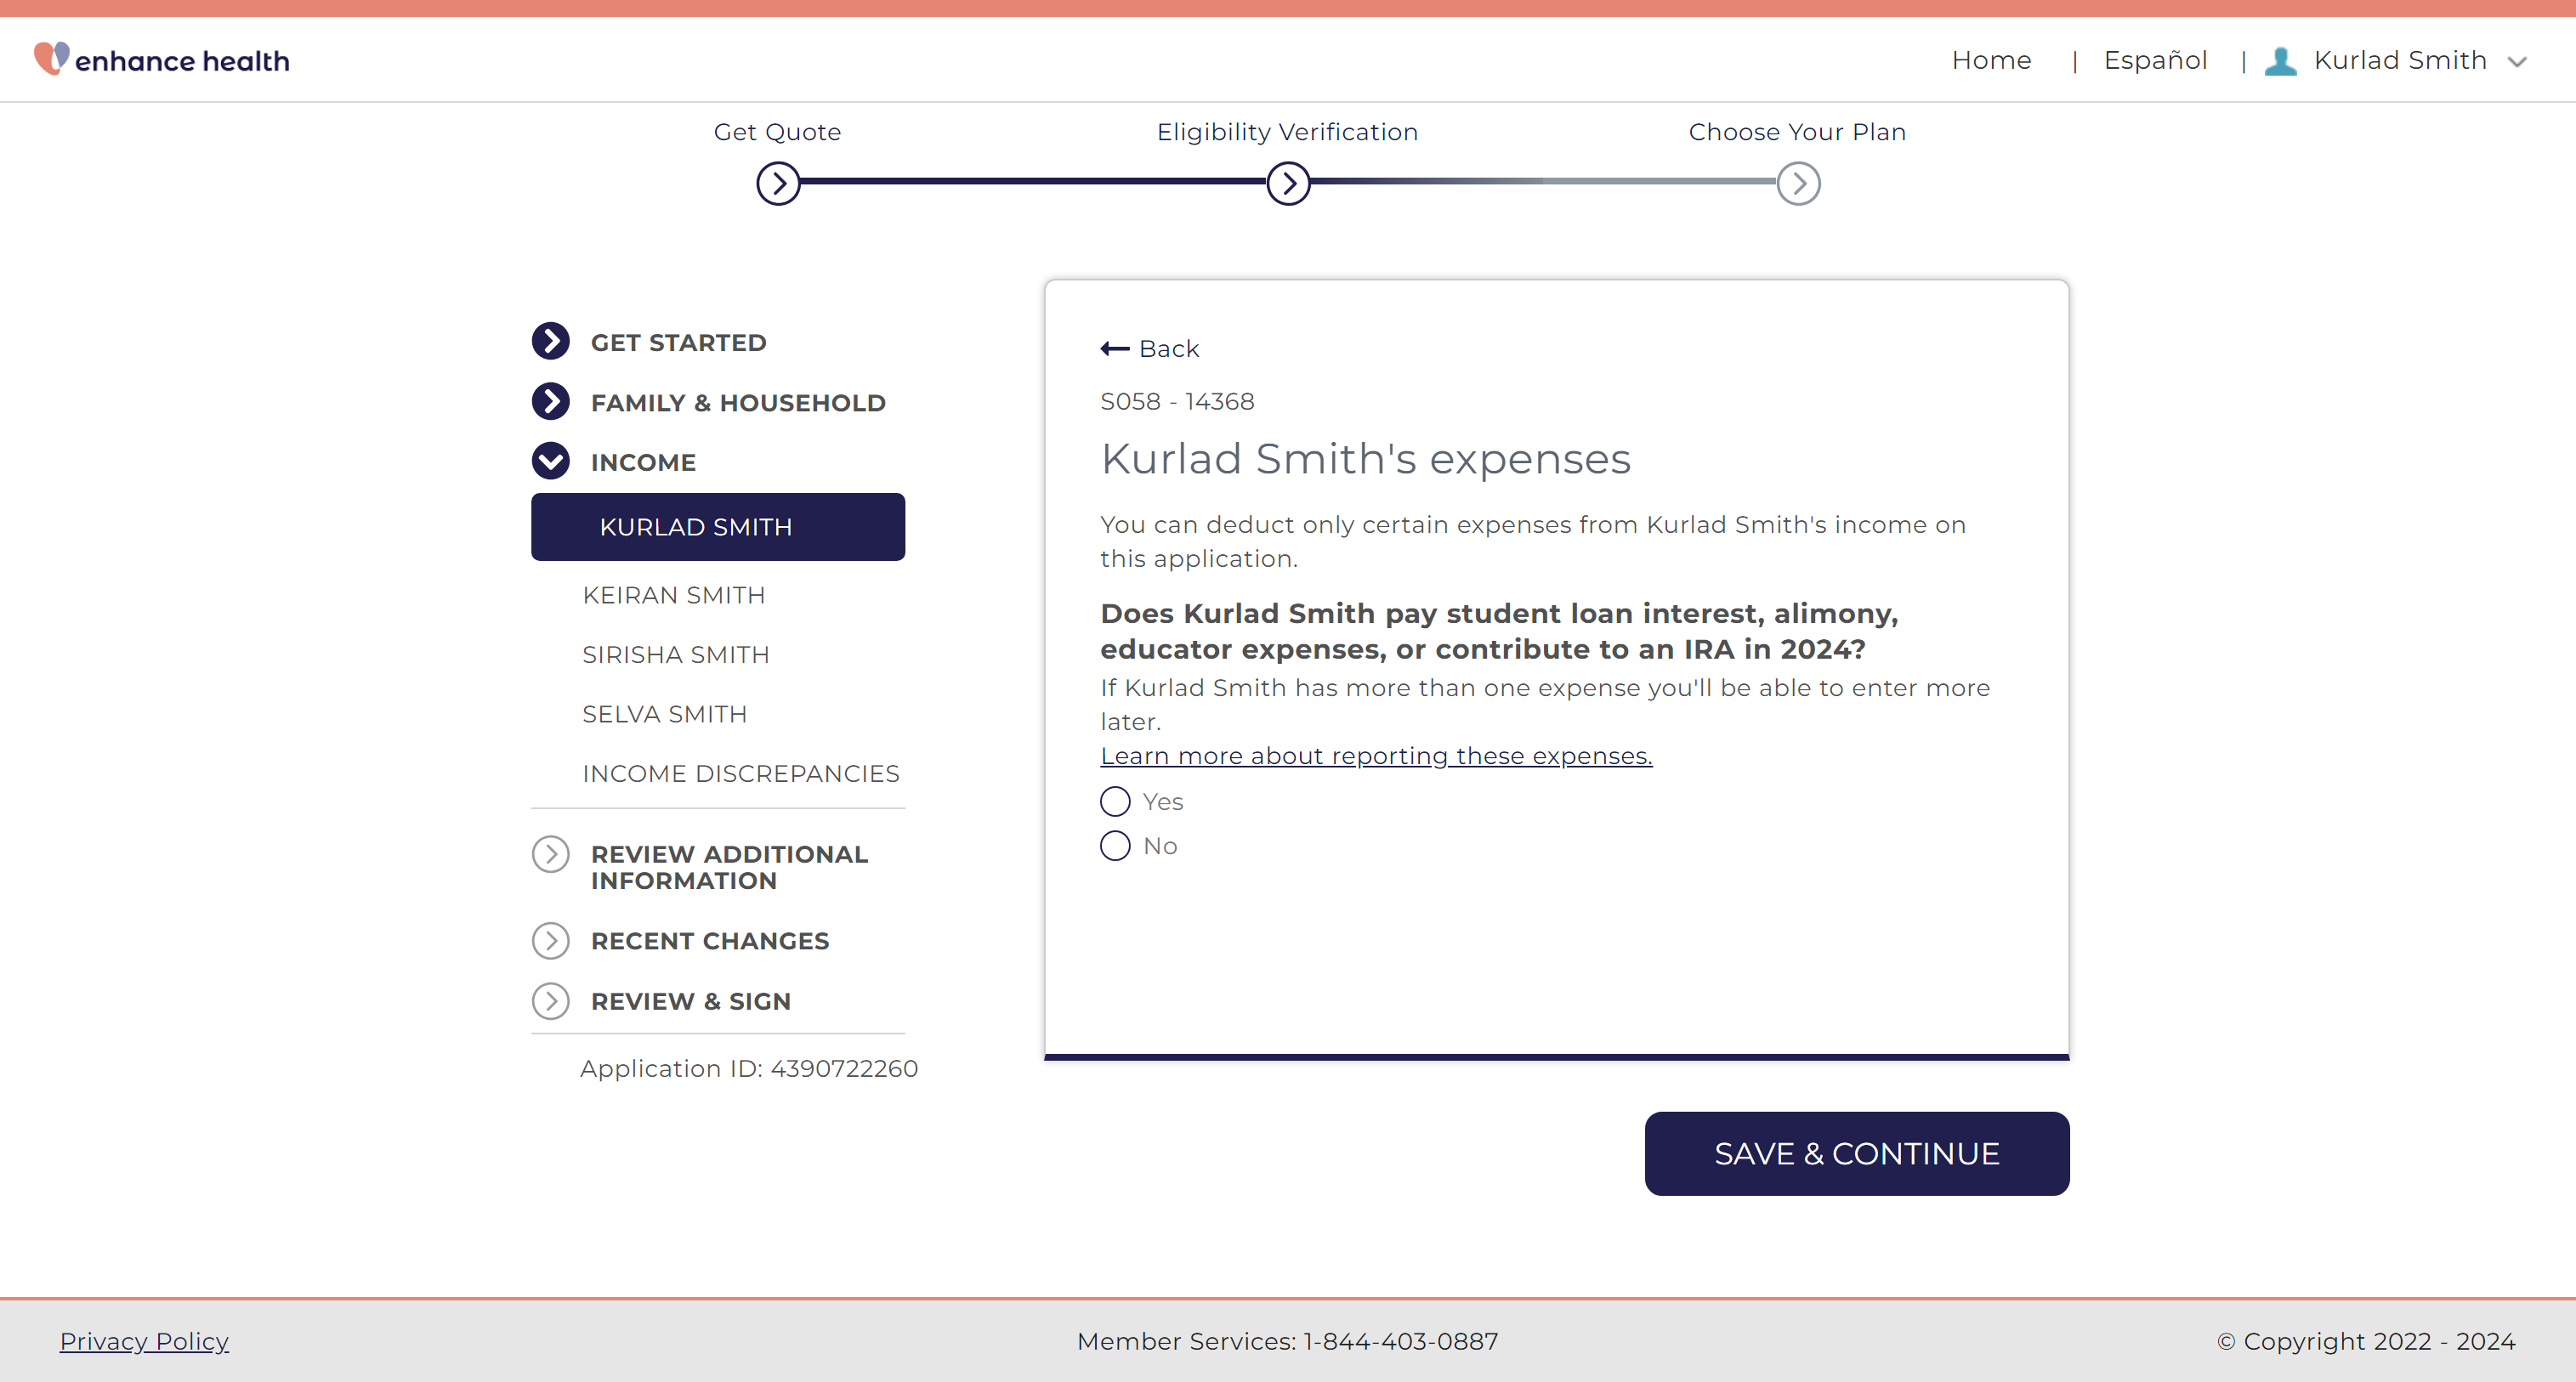 enhance health
Home | Español | Kurlad Smith
Get Quote
Eligibility Verification
Choose Your Plan
GET STARTED
FAMILY & HOUSEHOLD
INCOME
KURLAD SMITH
KEIRAN SMITH
SIRISHA SMITH
SELVA SMITH
INCOME DISCREPANCIES
REVIEW ADDITIONAL
INFORMATION
RECENT CHANGES
REVIEW & SIGN
Application ID: 4390722260
Back
S058 - 14368
Kurlad Smith's expenses
You can deduct only certain expenses from Kurlad Smith's income on
this application.
Does Kurlad Smith pay student loan interest, alimony,
educator expenses, or contribute to an IRA in 2024?
If Kurlad Smith has more than one expense you'll be able to enter more
later.
Learn more about reporting these expenses.
Yes
No
SAVE & CONTINUE
Privacy Policy
Member Services: 1-844-403-0887
© Copyright 2022 - 2024